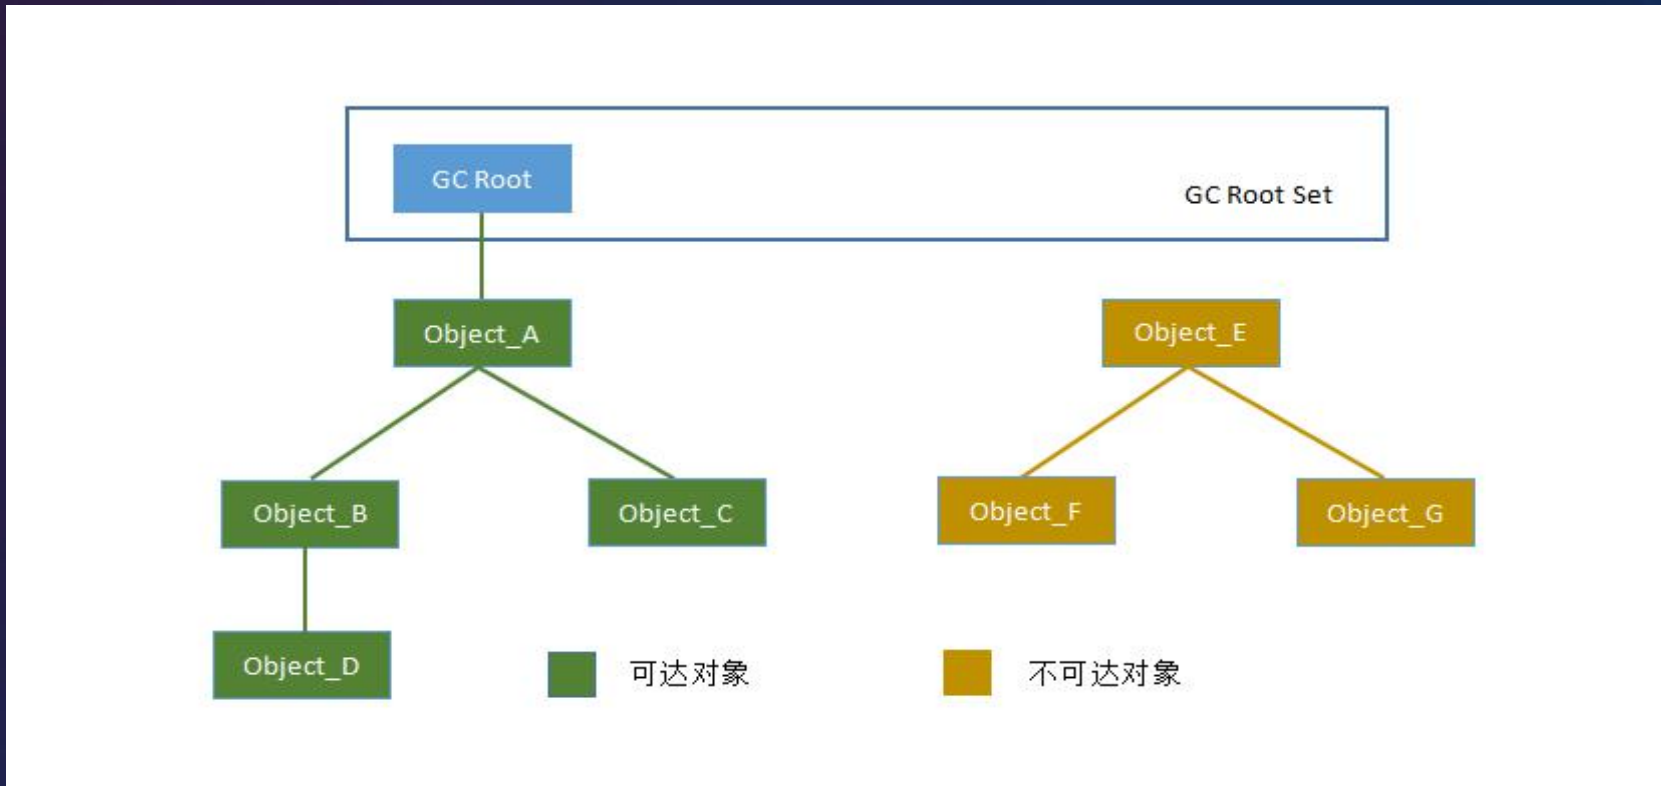 GC Root
GC Root Set
Object_A
Object_E
Object_B
Object_C
Object_F
Object_G
Object_D
可达对象
不可达对象